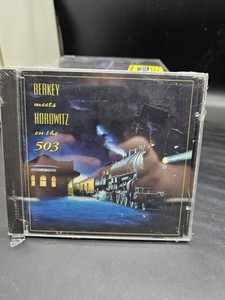 BERKEY
meets
HOROWITZ
on the
503